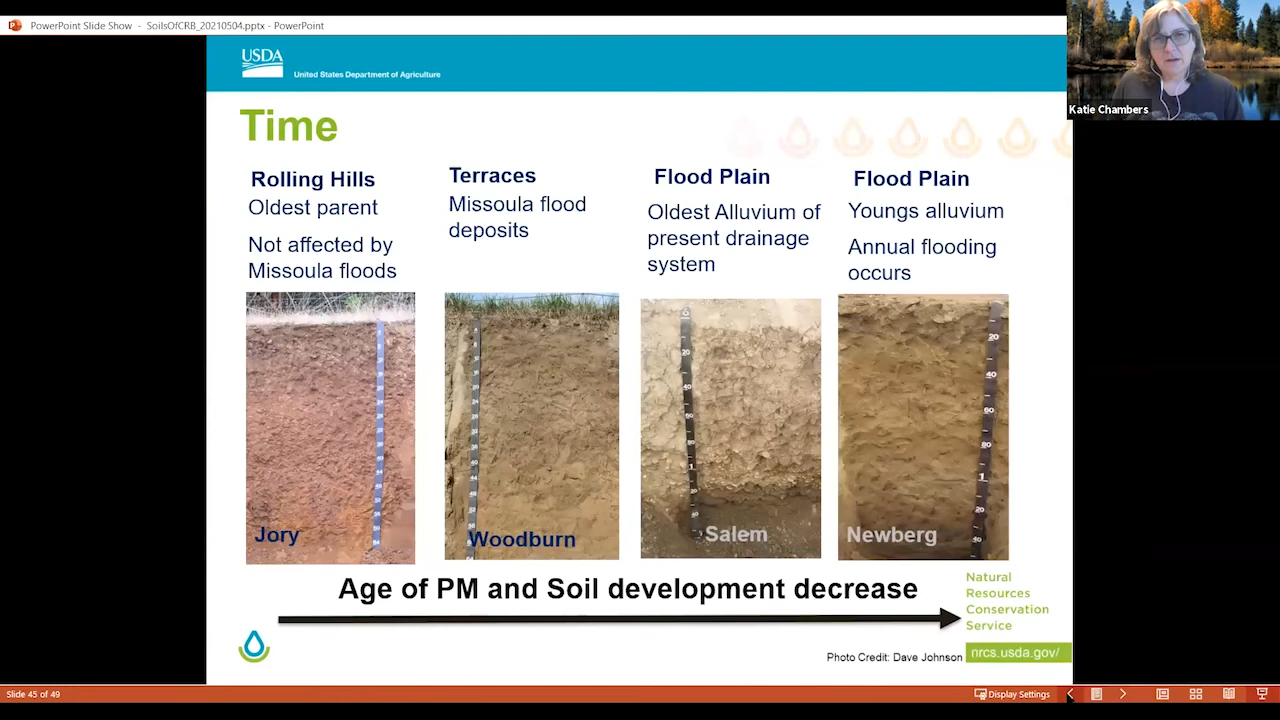 PowerPoint Slide Show - SoilsOfCRB_20210504.pptx - PowerPoint
Katie Chambers
USDA
United States Department of Agriculture
Time
Rolling Hills
Oldest parent
Not affected by
Missoula floods
Terraces
Missoula flood
deposits
Flood Plain
Oldest Alluvium of
present drainage
system
Flood Plain
Youngs alluvium
Annual flooding
occurs
Jory
Woodburn
Salem
Newberg
Age of PM and Soil development decrease
Natural
Resources
Conservation
Service
nrcs.usda.gov/
Photo Credit: Dave Johnson
Slide 45 of 49
Display Settings